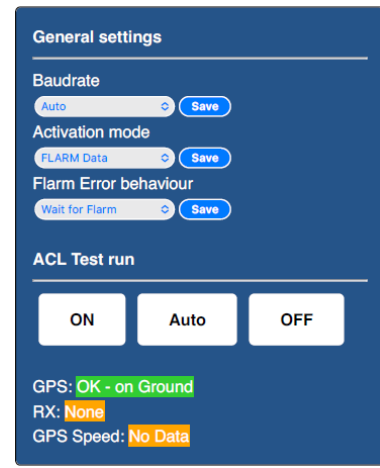 General settings
Baudrate
Auto Save
Activation mode
FLARM Data Save
Flarm Error behaviour
Wait for Flarm Save
ACL Test run
ON Auto OFF
GPS: OK - on Ground
RX: None
GPS Speed: No Data